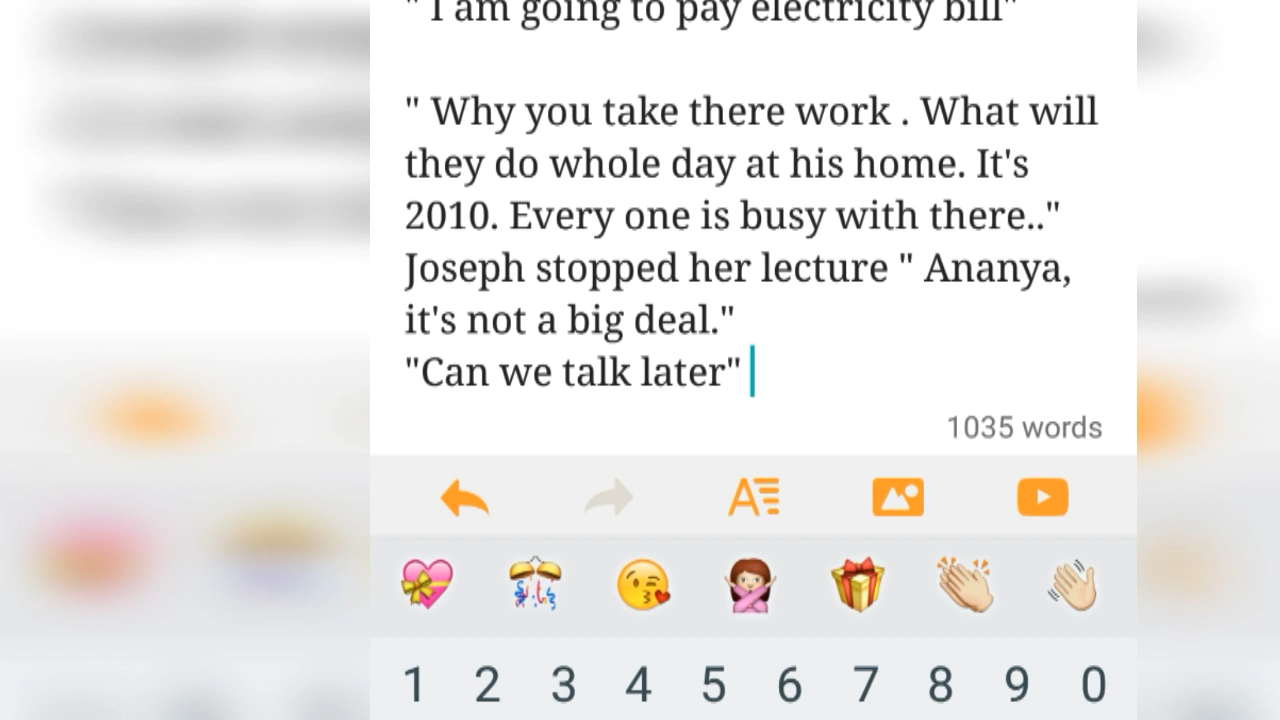 " I am going to pay electricity bill"
" Why you take there work . What will
they do whole day at his home. It's
2010. Every one is busy with there.."
Joseph stopped her lecture " Ananya,
it's not a big deal."
"Can we talk later"
1035 words
1 2 3 4 5 6 7 8 9 0